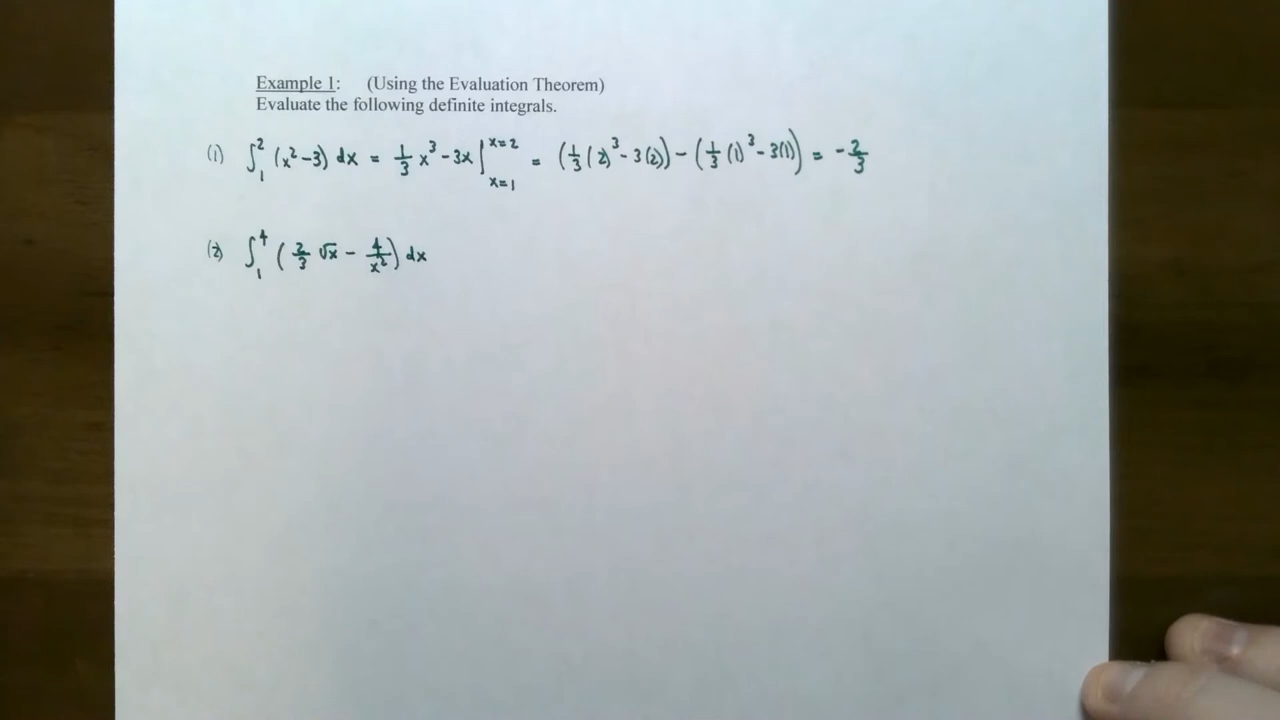 Example 1: (Using the Evaluation Theorem)
Evaluate the following definite integrals.
(1) ∫₁² (x² − 3) dx = 1/3 x³ − 3x |ₓ₌₁ˣ⁼² = (1/3 (2)³ − 3(2)) − (1/3 (1)³ − 3(1)) = − 2/3
(2) ∫₁⁴ (2/3 √x − 4/x²) dx